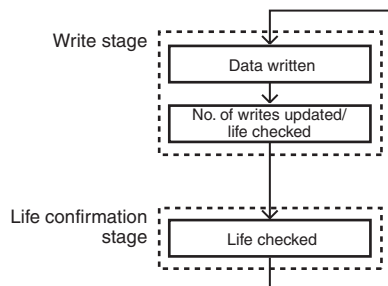 Write stage
Data written
No. of writes updated/
life checked
Life confirmation
stage
Life checked